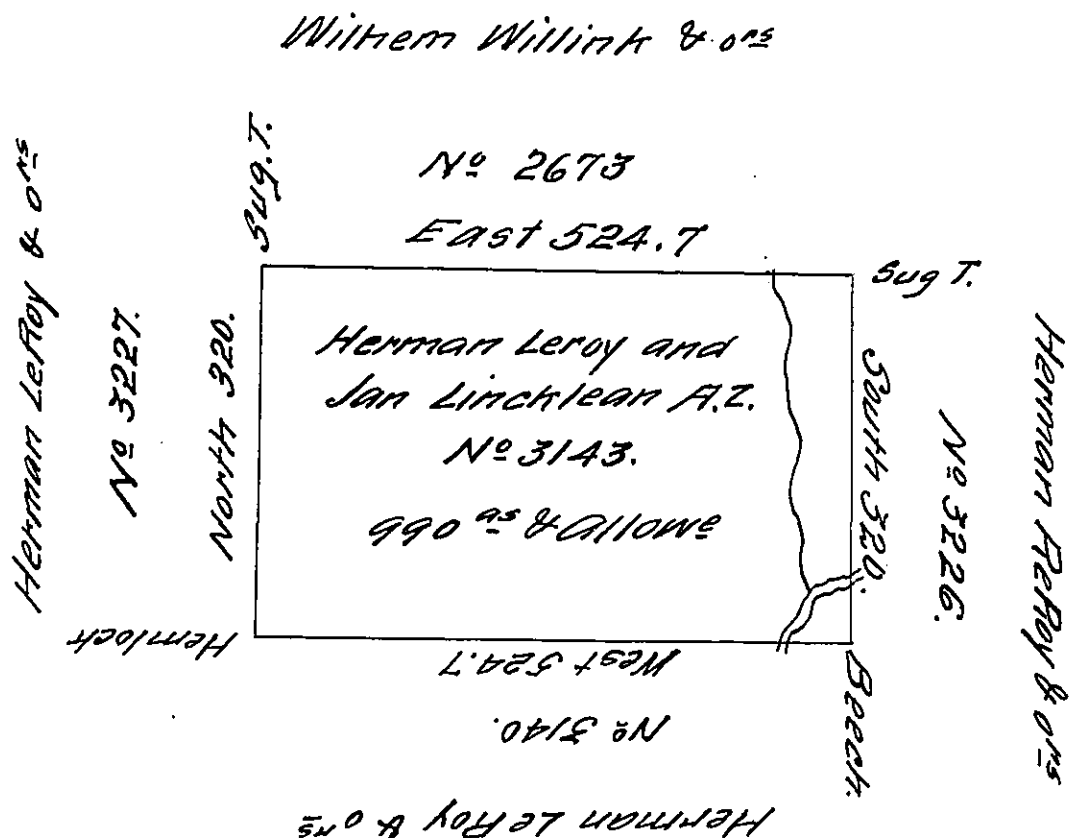 Wilhem Willink & ors
No 2673
East 524.7
Sug. T.
Sug T.
Herman LeRoy & ors
No 3227.
North 320.
Herman Leroy and
Jan Lincklean A.Z.
No 3143.
990 as & Allowe
South 320.
No 3226.
Herman ReRoy & ors
Hemlock
Beech.
West 524.7
No 3140.
Herman LeRoy & ors